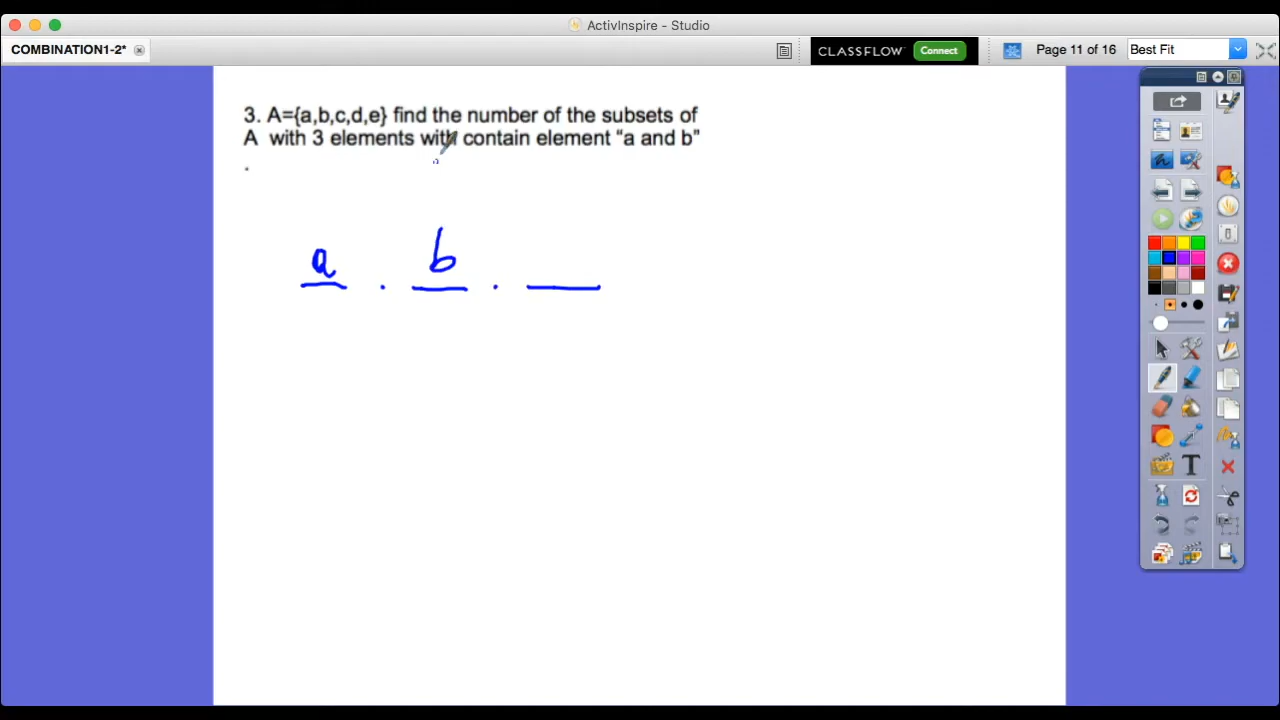 ActivInspire - Studio
COMBINATION1-2*
CLASSFLOW Connect
Page 11 of 16
Best Fit
3. A={a,b,c,d,e} find the number of the subsets of
A with 3 elements with contain element “a and b”
.
a . b . ___